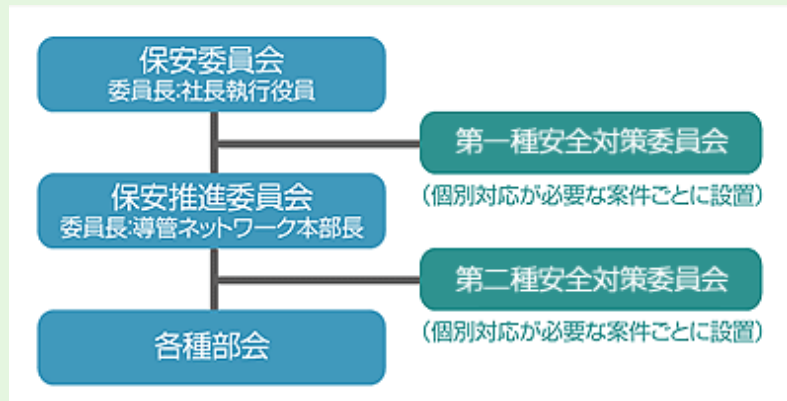 保安委員会
委員長:社長執行役員
第一種安全対策委員会
(個別対応が必要な案件ごとに設置)
保安推進委員会
委員長:導管ネットワーク本部長
第二種安全対策委員会
(個別対応が必要な案件ごとに設置)
各種部会